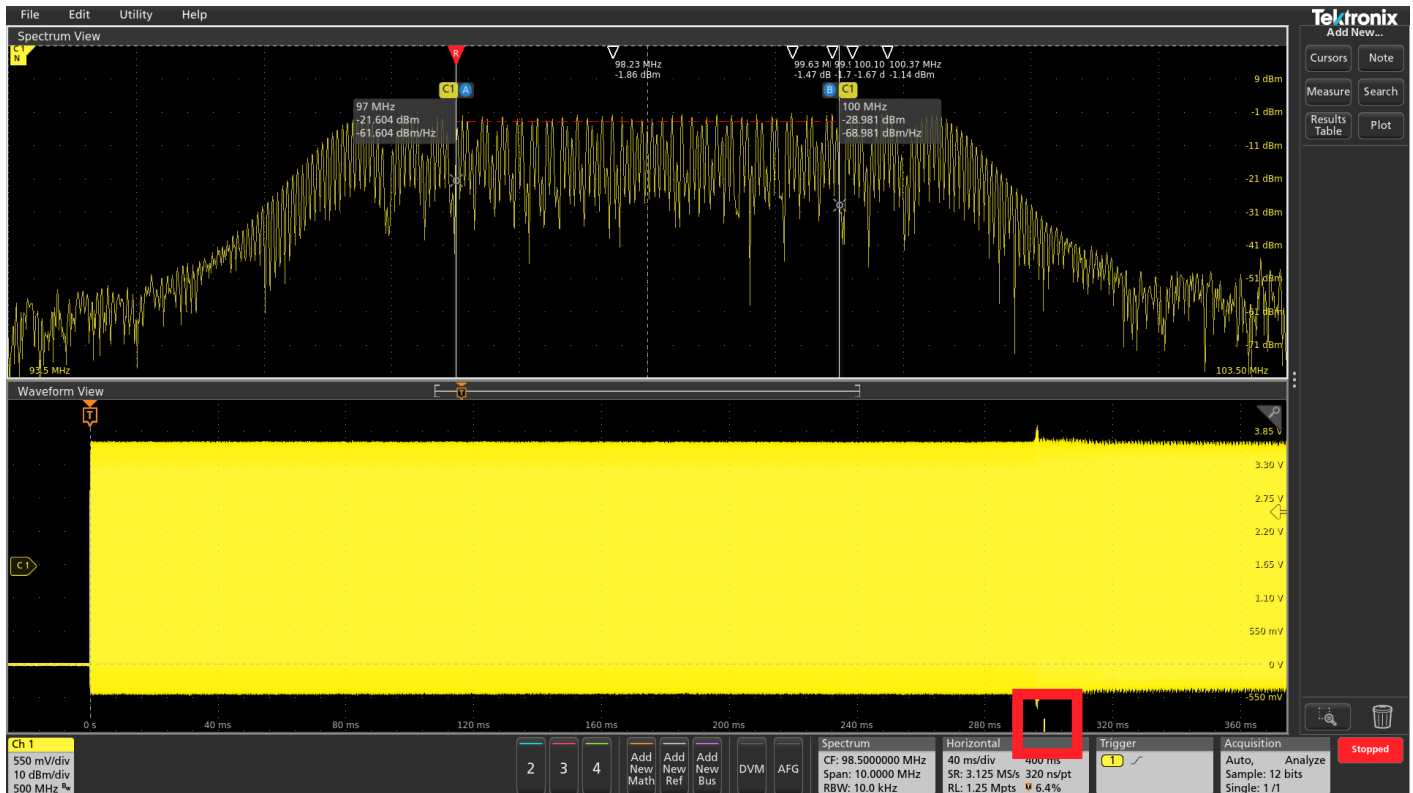 File Edit Utility Help
Tektronix
Add New...
Spectrum View
C1
N
R
98.23 MHz
-1.86 dBm
99.63 M 100.10 100.37 MHz
-1.47 dB -1.7 -1.67 d -1.14 dBm
C1 A
B C1
97 MHz
-21.604 dBm
-61.604 dBm/Hz
100 MHz
-28.981 dBm
-68.981 dBm/Hz
9 dBm
-1 dBm
-11 dBm
-21 dBm
-31 dBm
-41 dBm
-51 dBm
-61 dBm
-71 dBm
93.5 MHz
103.50 MHz
Cursors Note
Measure Search
Results
Table
Plot
Waveform View
T
T
C1
3.85 V
3.30 V
2.75 V
2.20 V
1.65 V
1.10 V
550 mV
0 V
-550 mV
0 s 40 ms 80 ms 120 ms 160 ms 200 ms 240 ms 280 ms 320 ms 360 ms
Ch 1
550 mV/div
10 dBm/div
500 MHz
2 3 4
Add
New
Math
Add
New
Ref
Add
New
Bus
DVM AFG
Spectrum
CF: 98.5000000 MHz
Span: 10.0000 MHz
RBW: 10.0 kHz
Horizontal
40 ms/div 400 ms
SR: 3.125 MS/s 320 ns/pt
RL: 1.25 Mpts 6.4%
Trigger
1
Acquisition
Auto, Analyze
Sample: 12 bits
Single: 1 /1
Stopped